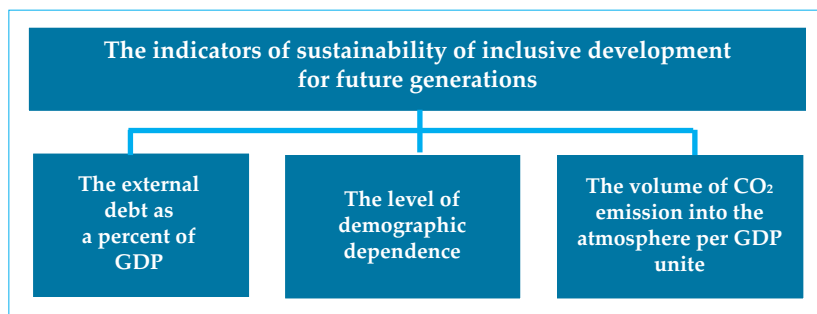 The indicators of sustainability of inclusive development
for future generations
The external
debt as
a percent of
GDP
The level of
demographic
dependence
The volume of CO₂
emission into the
atmosphere per GDP
unite